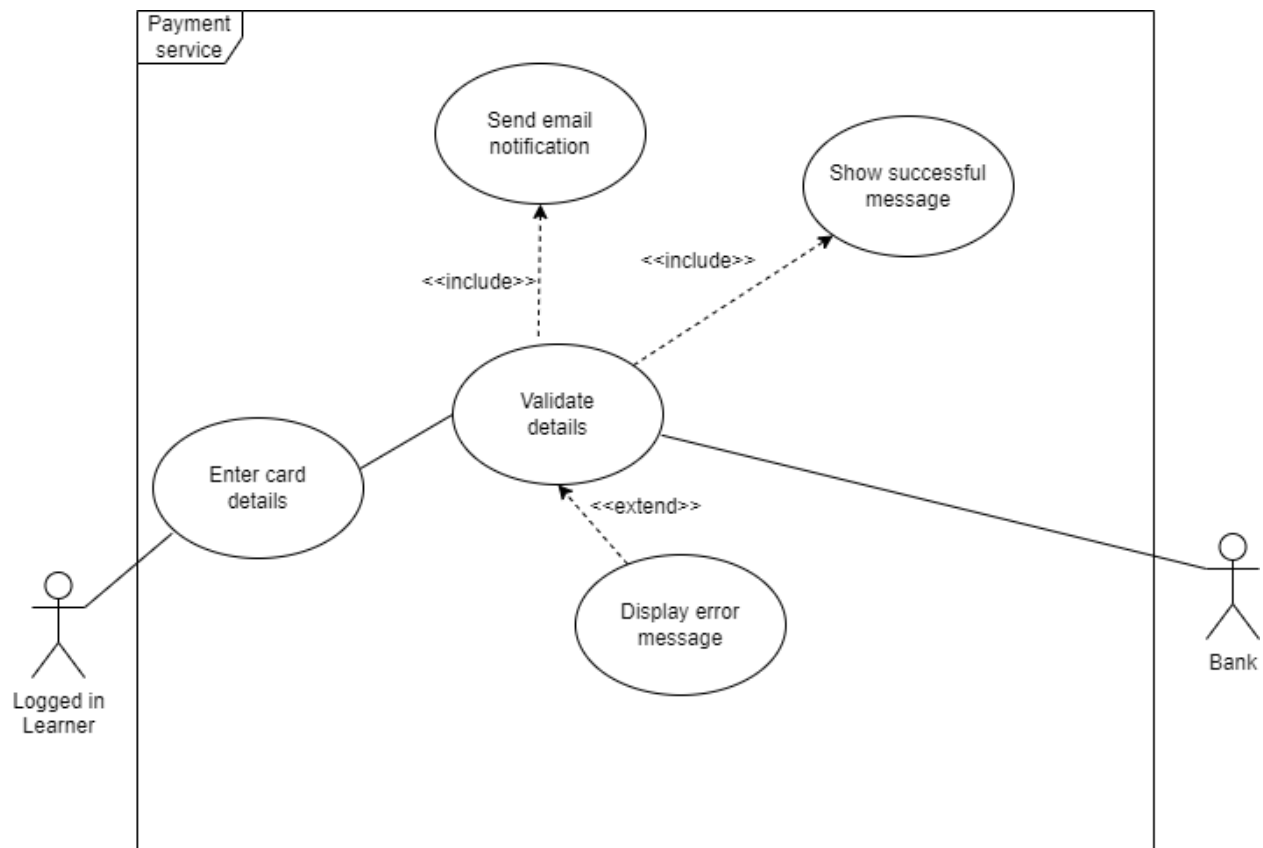 Payment
service
Send email
notification
Show successful
message
<<include>>
<<include>>
Validate
details
Enter card
details
<<extend>>
Display error
message
Logged in
Learner
Bank